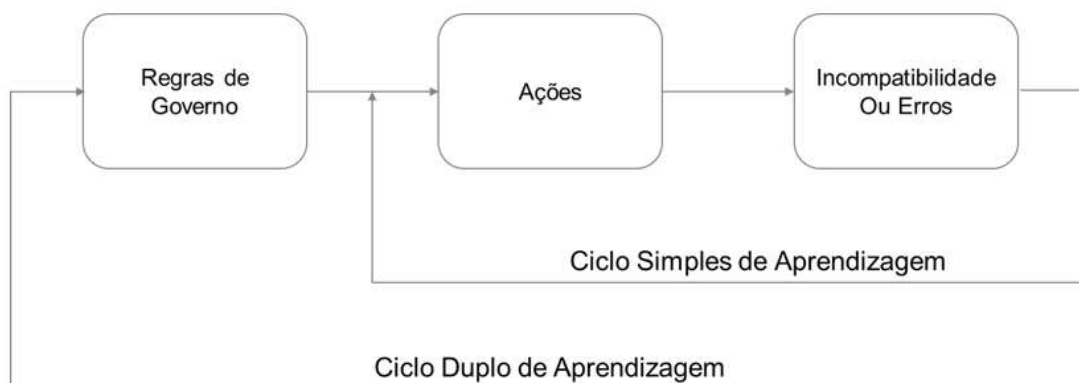 Regras de
Governo
Ações
Incompatibilidade
Ou Erros
Ciclo Simples de Aprendizagem
Ciclo Duplo de Aprendizagem